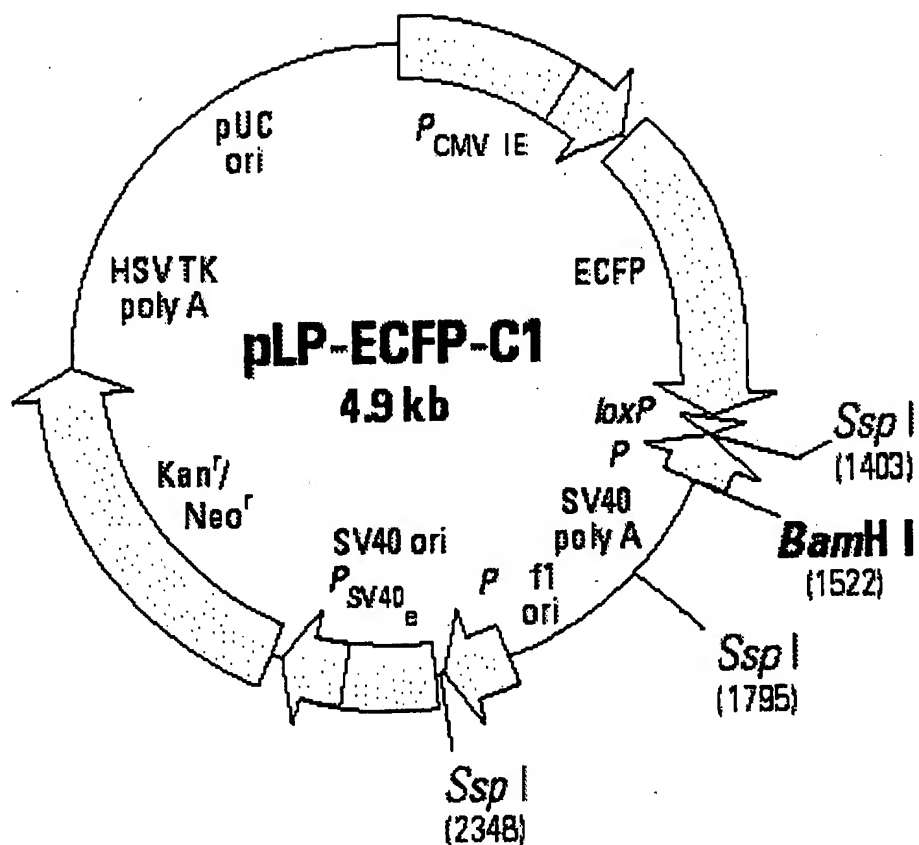 pUC
ori
P CMV IE
HSV TK
poly A
ECFP
pLP-ECFP-C1
4.9 kb
loxP
P
Ssp I
(1403)
Kanʳ/
Neoʳ
SV40
poly A
BamH I
(1522)
SV40 ori
P SV40e
P
f1
ori
Ssp I
(1795)
Ssp I
(2348)